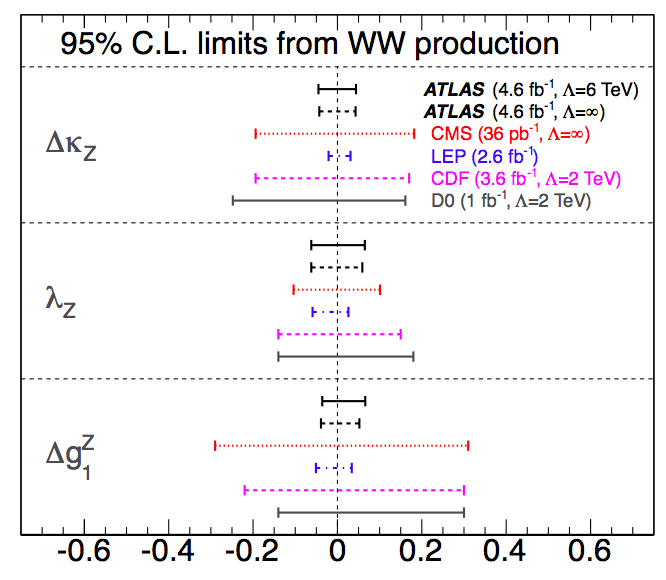 95% C.L. limits from WW production
ATLAS (4.6 fb⁻¹, Λ=6 TeV)
ATLAS (4.6 fb⁻¹, Λ=∞)
Δκ_Z
CMS (36 pb⁻¹, Λ=∞)
LEP (2.6 fb⁻¹)
CDF (3.6 fb⁻¹, Λ=2 TeV)
D0 (1 fb⁻¹, Λ=2 TeV)
λ_Z
Δg₁ᶻ
-0.6 -0.4 -0.2 0 0.2 0.4 0.6